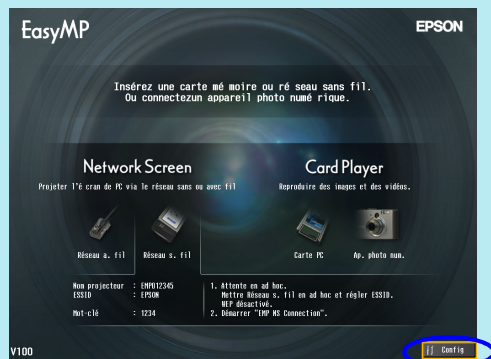 EasyMP
EPSON
Insérez une carte mé moire ou ré seau sans fil.
Ou connectezun appareil photo numé rique.
Network Screen
Card Player
Projeter l'é cran de PC via le réseau sans ou avec fil
Reproduire des images et des vidéos.
Réseau a. fil
Réseau s. fil
Carte PC
Ap. photo num.
Nom projecteur : EMP012345
ESSID : EPSON
Mot-clé : 1234
1. Attente en ad hoc.
Mettre Réseau s. fil en ad hoc et régler ESSID.
WEP désactivé.
2. Démarrer "EMP NS Connection".
V100
Config